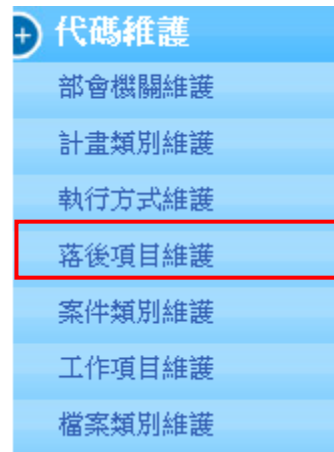 代碼維護
部會機關維護
計畫類別維護
執行方式維護
落後項目維護
案件類別維護
工作項目維護
檔案類別維護